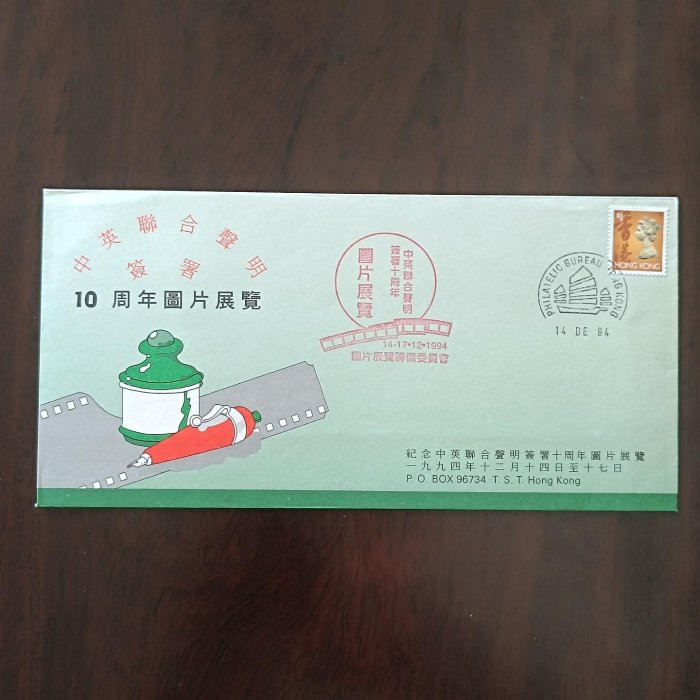 中英聯合聲明
簽署
10 周年圖片展覽
中英聯合聲明
簽署十周年
圖片展覽
14-17•12•1994
圖片展覽籌備委員會
$1
香港
HONG KONG
PHILATELIC BUREAU HONG KONG
14 DE 94
紀念中英聯合聲明簽署十周年圖片展覽
一九九四年十二月十四日至十七日
P.O. BOX 96734 T. S. T. Hong Kong